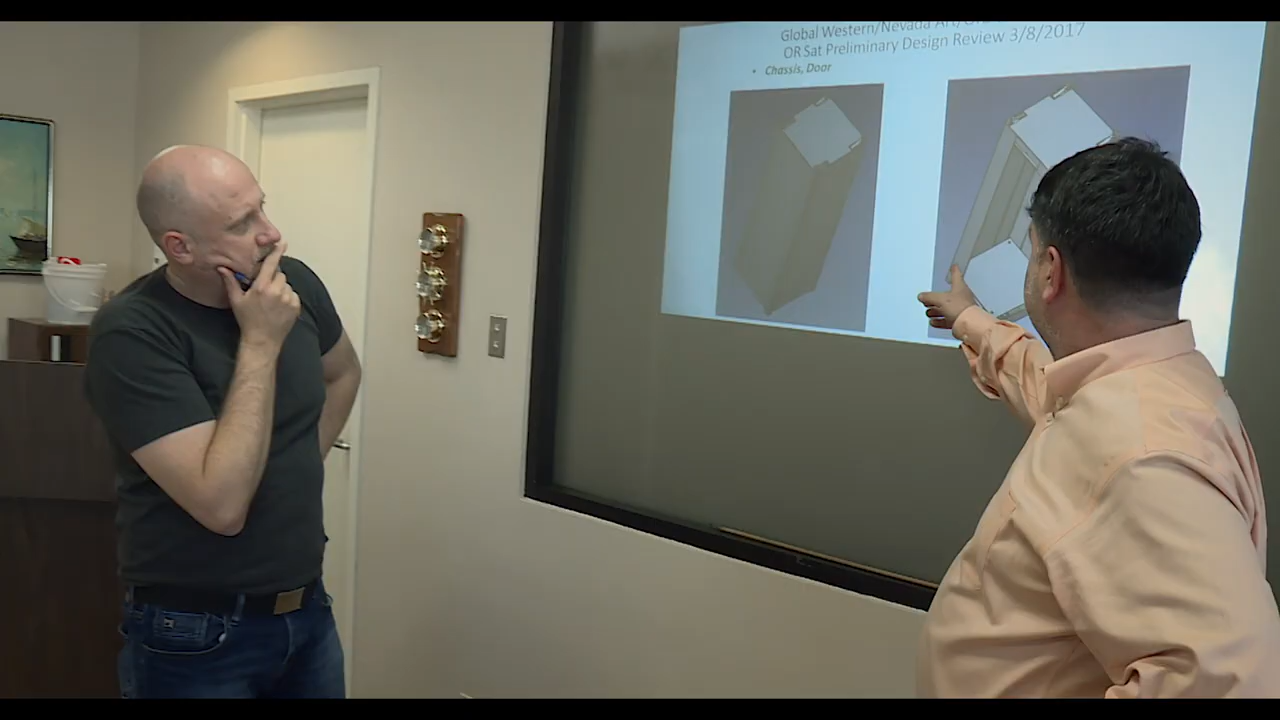 Global Western/Nevada Art/
OR Sat Preliminary Design Review 3/8/2017
• Chassis, Door